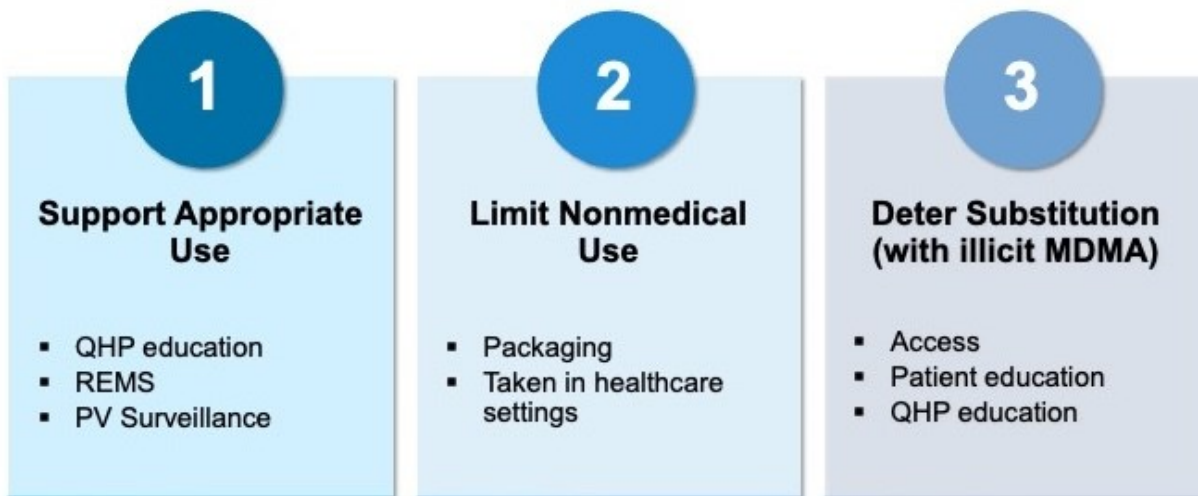 1
Support Appropriate
Use
▪ QHP education
▪ REMS
▪ PV Surveillance
2
Limit Nonmedical
Use
▪ Packaging
▪ Taken in healthcare
settings
3
Deter Substitution
(with illicit MDMA)
▪ Access
▪ Patient education
▪ QHP education